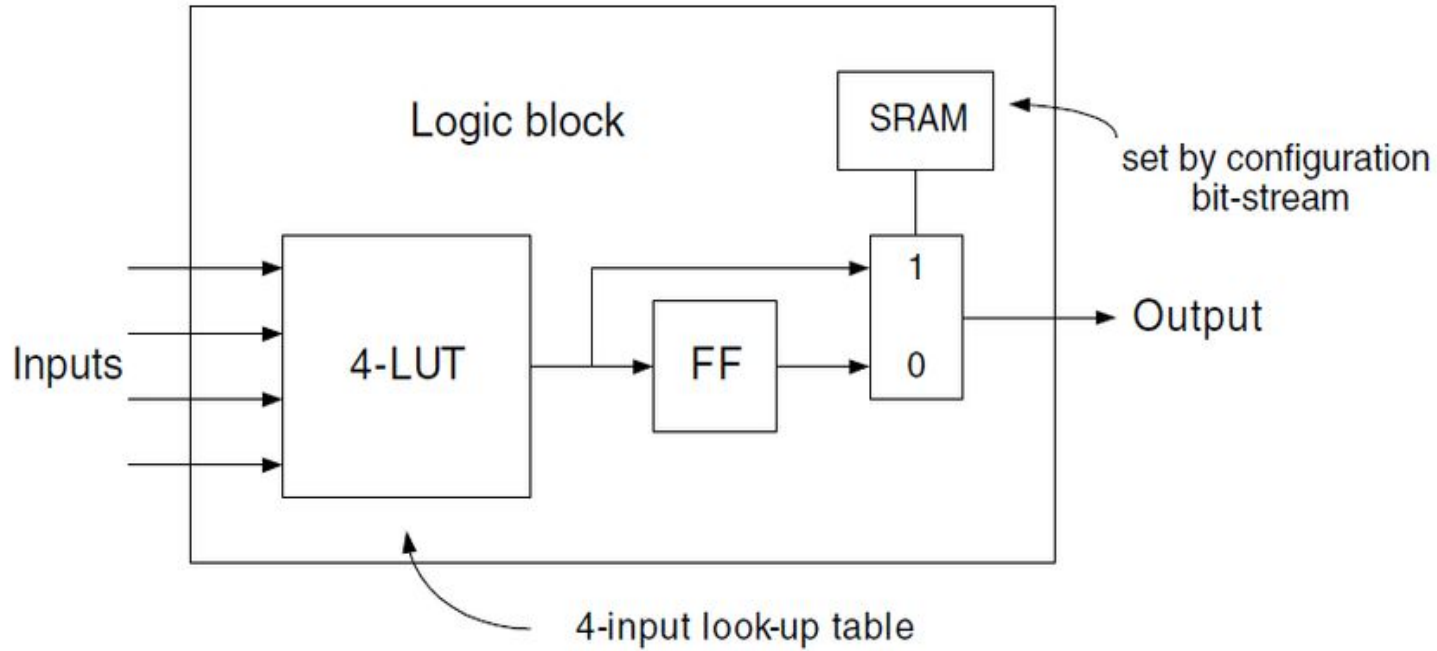 Logic block
SRAM
set by configuration
bit-stream
1
Inputs
4-LUT
FF
0
Output
4-input look-up table